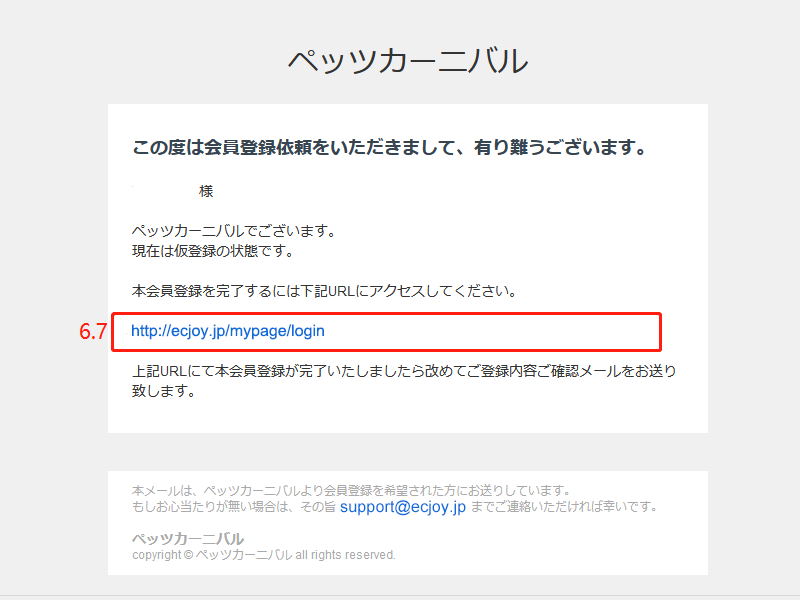 ペッツカーニバル
この度は会員登録依頼をいただきまして、有り難うございます。
様
ペッツカーニバルでございます。
現在は仮登録の状態です。
本会員登録を完了するには下記URLにアクセスしてください。
6.7
http://ecjoy.jp/mypage/login
上記URLにて本会員登録が完了いたしましたら改めてご登録内容ご確認メールをお送り
致します。
本メールは、ペッツカーニバルより会員登録を希望された方にお送りしています。
もしお心当たりが無い場合は、その旨 support@ecjoy.jp までご連絡いただければ幸いです。
ペッツカーニバル
copyright © ペッツカーニバル all rights reserved.